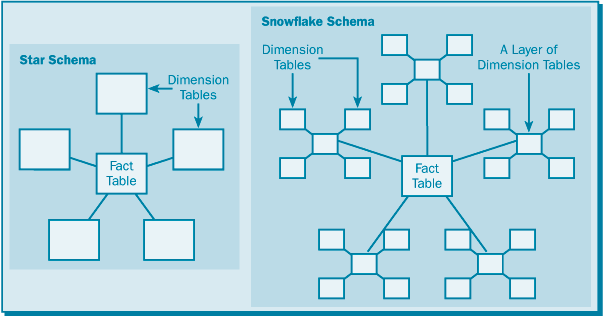 Star Schema
Dimension
Tables
Fact
Table
Snowflake Schema
Dimension
Tables
A Layer of
Dimension Tables
Fact
Table